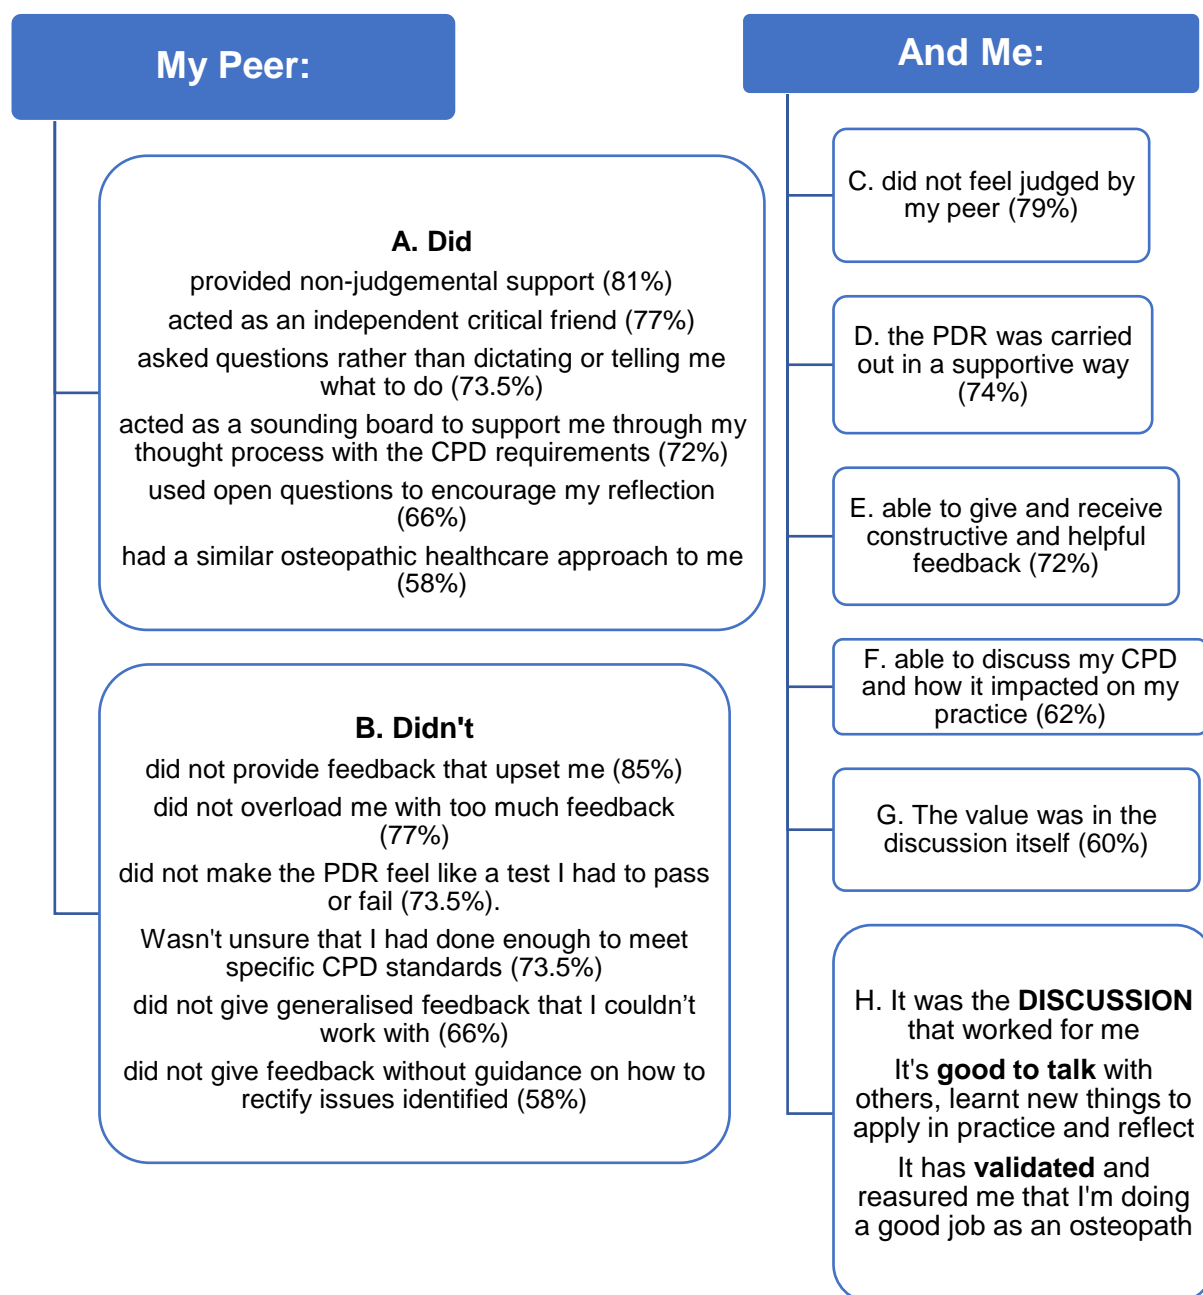 My Peer:
A. Did
provided non-judgemental support (81%)
acted as an independent critical friend (77%)
asked questions rather than dictating or telling me
what to do (73.5%)
acted as a sounding board to support me through my
thought process with the CPD requirements (72%)
used open questions to encourage my reflection
(66%)
had a similar osteopathic healthcare approach to me
(58%)
B. Didn't
did not provide feedback that upset me (85%)
did not overload me with too much feedback
(77%)
did not make the PDR feel like a test I had to pass
or fail (73.5%).
Wasn't unsure that I had done enough to meet
specific CPD standards (73.5%)
did not give generalised feedback that I couldn’t
work with (66%)
did not give feedback without guidance on how to
rectify issues identified (58%)
And Me:
C. did not feel judged by
my peer (79%)
D. the PDR was carried
out in a supportive way
(74%)
E. able to give and receive
constructive and helpful
feedback (72%)
F. able to discuss my CPD
and how it impacted on my
practice (62%)
G. The value was in the
discussion itself (60%)
H. It was the DISCUSSION
that worked for me
It's good to talk with
others, learnt new things to
apply in practice and reflect
It has validated and
reasured me that I'm doing
a good job as an osteopath